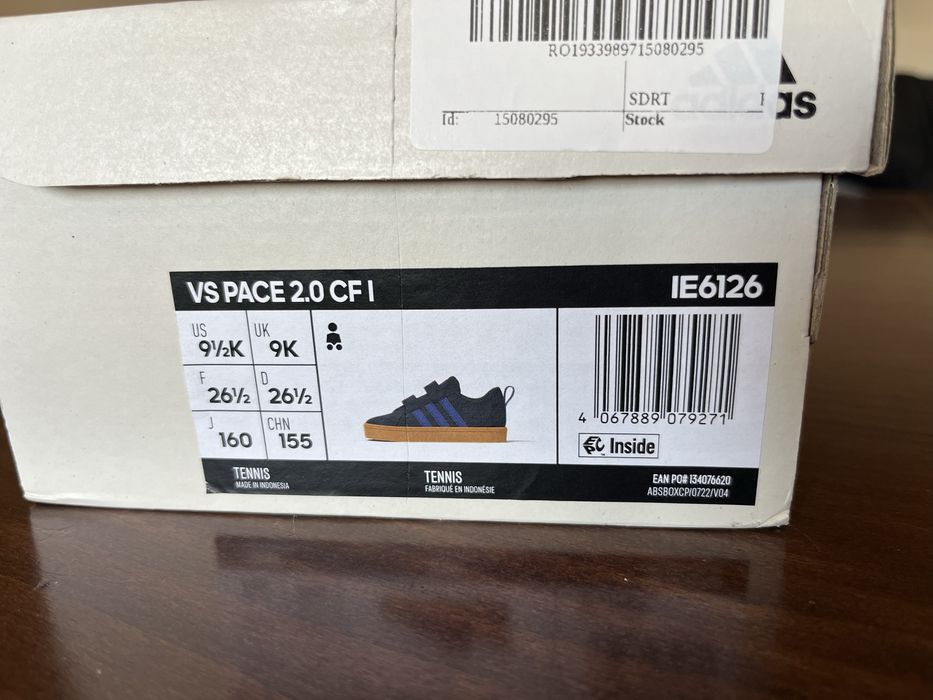 RO1933989715080295
SDRT
Id: 15080295 Stock
as
VS PACE 2.0 CF I IE6126
US 9½K UK 9K
F 26½ D 26½
J 160 CHN 155
4 067889 079271
Inside
TENNIS
MADE IN INDONESIA
TENNIS
FABRIQUÉ EN INDONÉSIE
EAN PO# 134076620
ABSBOXCP/0722/V04